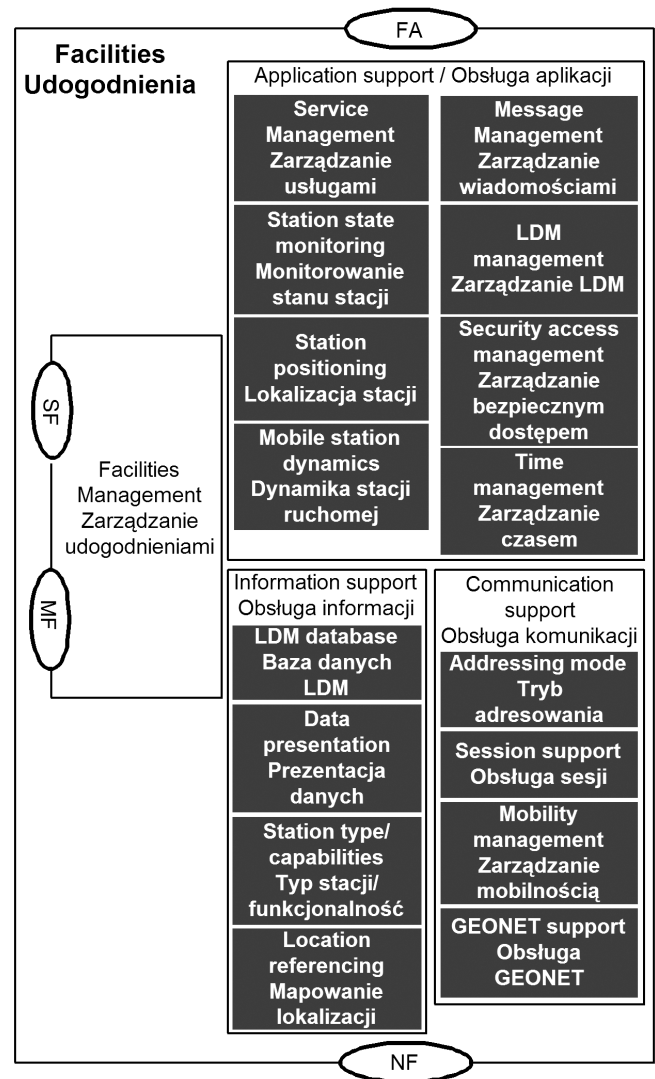 FA
Facilities
Udogodnienia
Application support / Obsługa aplikacji
Service
Management
Zarządzanie
usługami
Station state
monitoring
Monitorowanie
stanu stacji
Station
positioning
Lokalizacja stacji
Mobile station
dynamics
Dynamika stacji
ruchomej
Message
Management
Zarządzanie
wiadomościami
LDM
management
Zarządzanie LDM
Security access
management
Zarządzanie
bezpiecznym
dostępem
Time
management
Zarządzanie
czasem
SF
Facilities
Management
Zarządzanie
udogodnieniami
MF
Information support
Obsługa informacji
LDM database
Baza danych
LDM
Data
presentation
Prezentacja
danych
Station type/
capabilities
Typ stacji/
funkcjonalność
Location
referencing
Mapowanie
lokalizacji
Communication
support
Obsługa komunikacji
Addressing mode
Tryb
adresowania
Session support
Obsługa sesji
Mobility
management
Zarządzanie
mobilnością
GEONET support
Obsługa
GEONET
NF